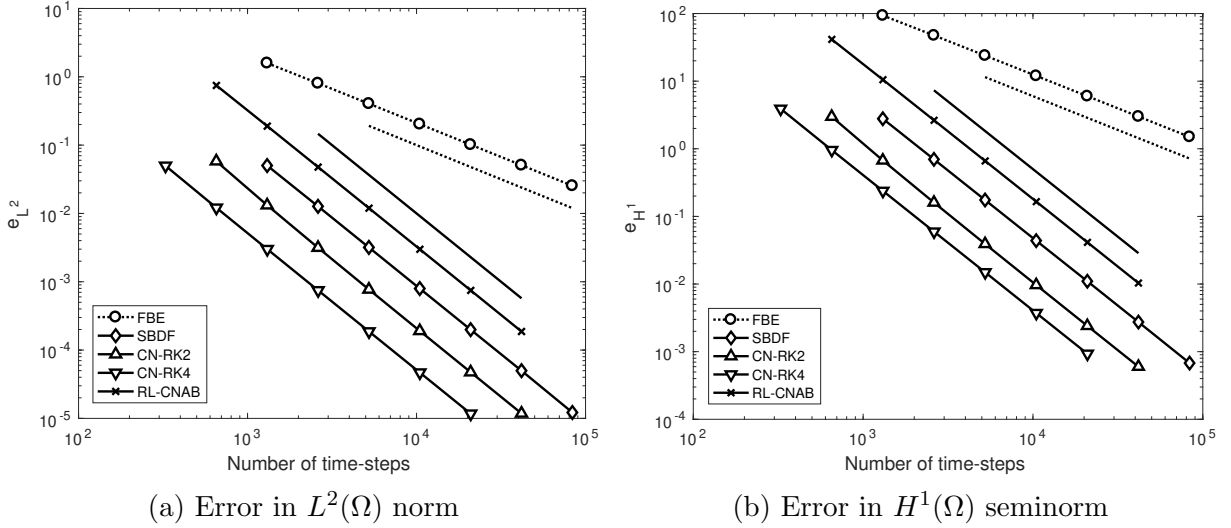 10^1
10^0
10^-1
10^-2
10^-3
10^-4
10^-5
e_L^2
FBE
SBDF
CN-RK2
CN-RK4
RL-CNAB
10^2
10^3
10^4
10^5
Number of time-steps
(a) Error in L^2(Ω) norm
10^2
10^1
10^0
10^-1
10^-2
10^-3
10^-4
e_H^1
FBE
SBDF
CN-RK2
CN-RK4
RL-CNAB
10^2
10^3
10^4
10^5
Number of time-steps
(b) Error in H^1(Ω) seminorm